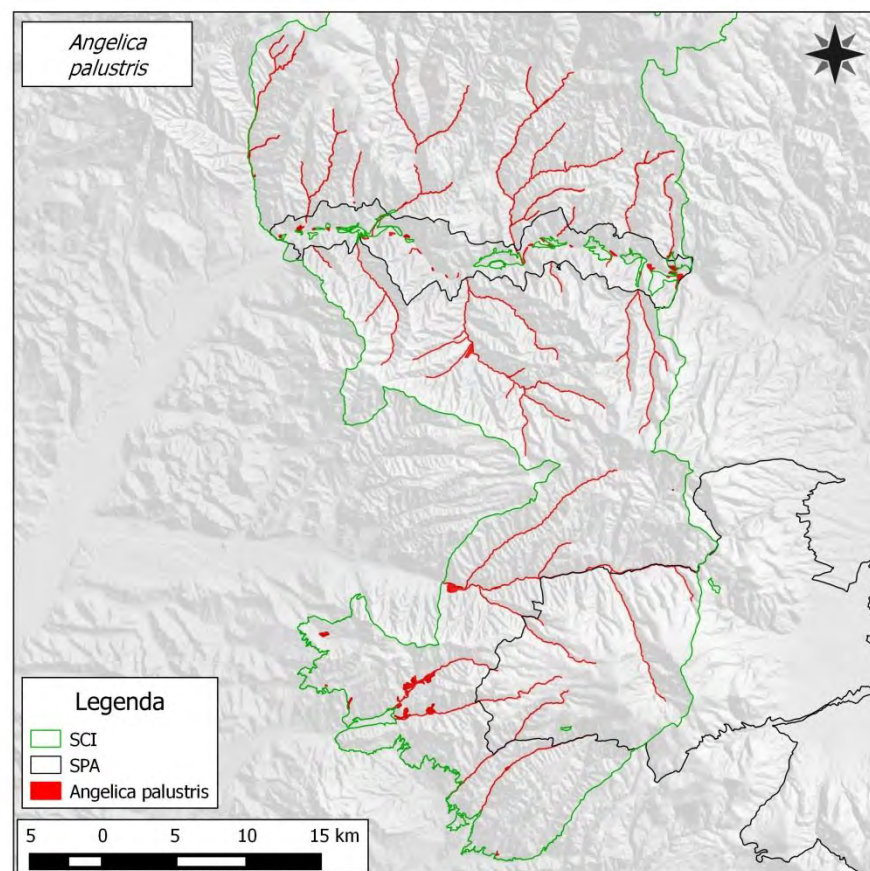 Angelica
palustris
Legenda
SCI
SPA
Angelica palustris
5 0 5 10 15 km